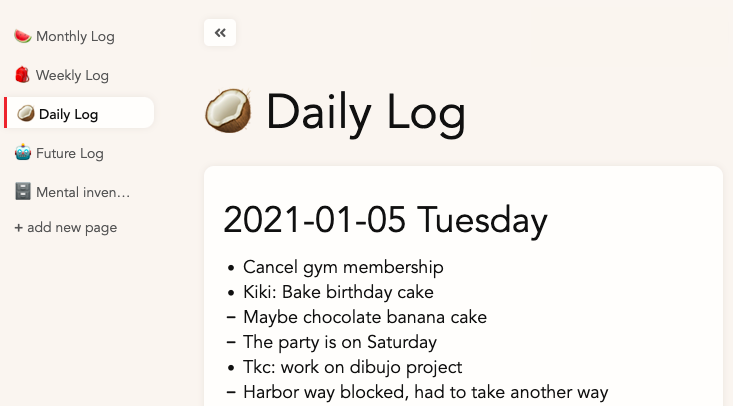 Monthly Log
Weekly Log
Daily Log
Future Log
Mental inven...
+ add new page
«
Daily Log
2021-01-05 Tuesday
• Cancel gym membership
• Kiki: Bake birthday cake
– Maybe chocolate banana cake
– The party is on Saturday
• Tkc: work on dibujo project
– Harbor way blocked, had to take another way